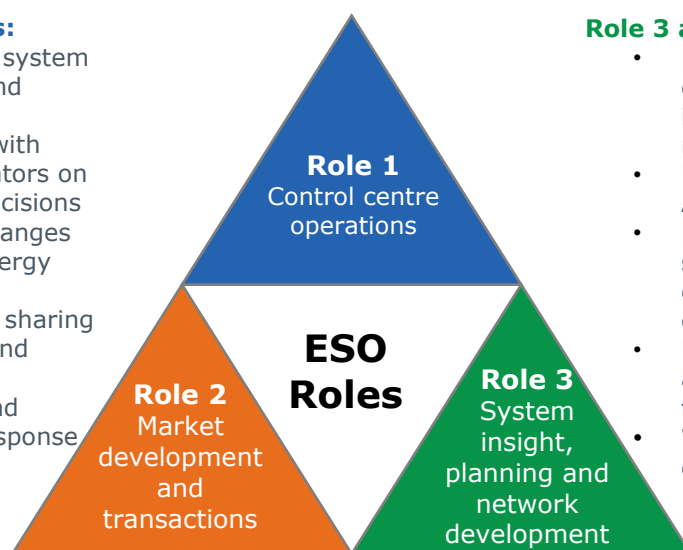 s:
system
nd
with
ators on
cisions
anges
ergy
sharing
nd
nd
sponse
Role 1
Control centre
operations
ESO
Roles
Role 2
Market
development
and
transactions
Role 3
System
insight,
planning and
network
development
Role 3 a
•
•
•
•
•